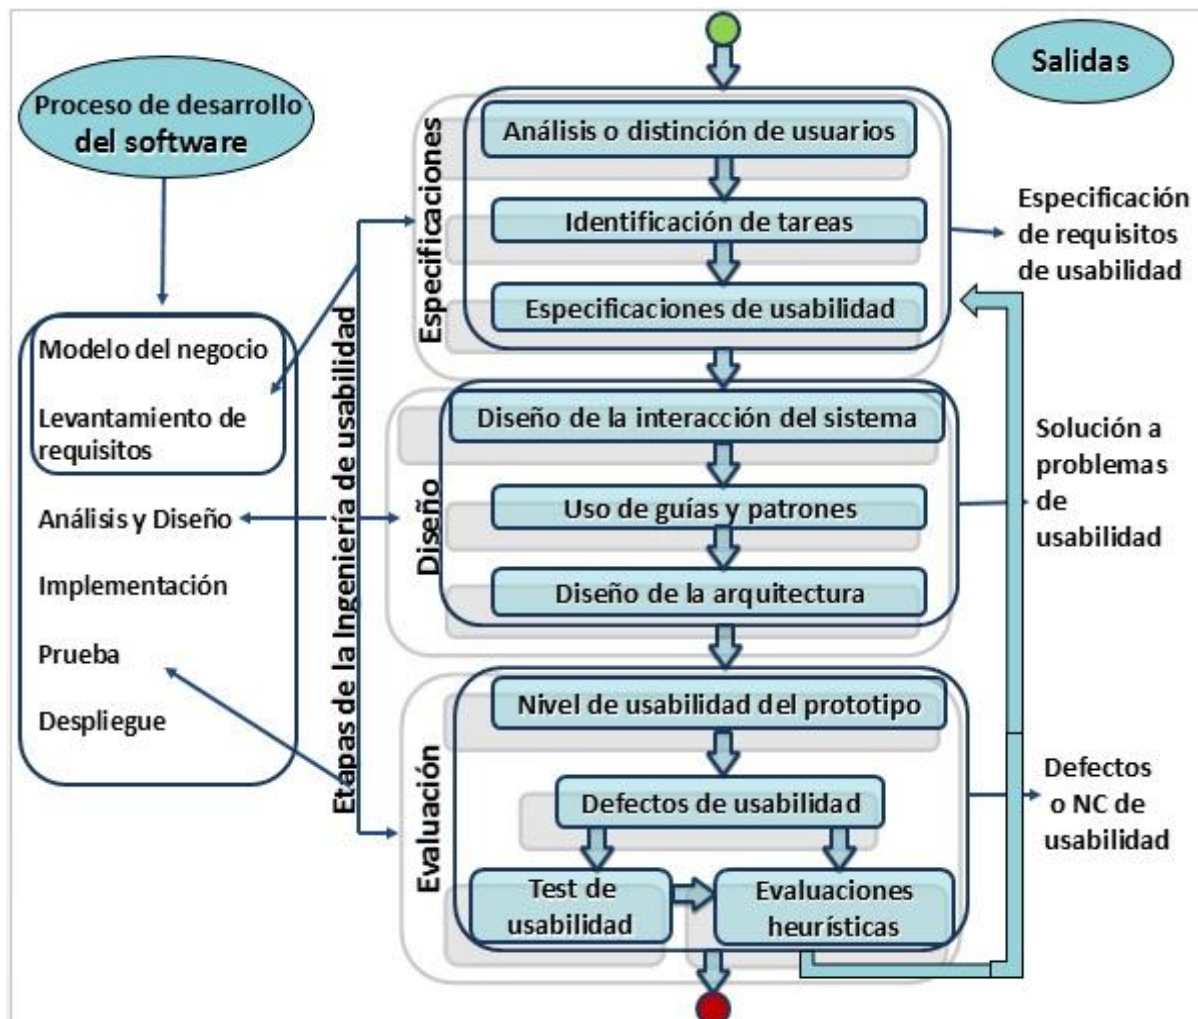 Proceso de desarrollo
del software
Modelo del negocio
Levantamiento de
requisitos
Análisis y Diseño
Implementación
Prueba
Despliegue
Etapas de la Ingeniería de usabilidad
Especificaciones
Análisis o distinción de usuarios
Identificación de tareas
Especificaciones de usabilidad
Diseño
Diseño de la interacción del sistema
Uso de guías y patrones
Diseño de la arquitectura
Evaluación
Nivel de usabilidad del prototipo
Defectos de usabilidad
Test de
usabilidad
Evaluaciones
heurísticas
Salidas
Especificación
de requisitos
de usabilidad
Solución a
problemas
de
usabilidad
Defectos
o NC de
usabilidad